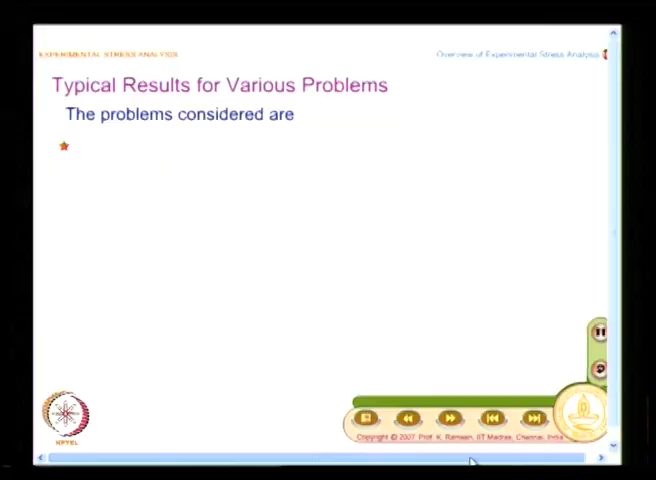 EXPERIMENTAL STRESS ANALYSIS
Overview of Experimental Stress Analysis
Typical Results for Various Problems
The problems considered are
NPTEL
Copyright © 2007, Prof. K. Ramesh, IIT Madras, Chennai, India